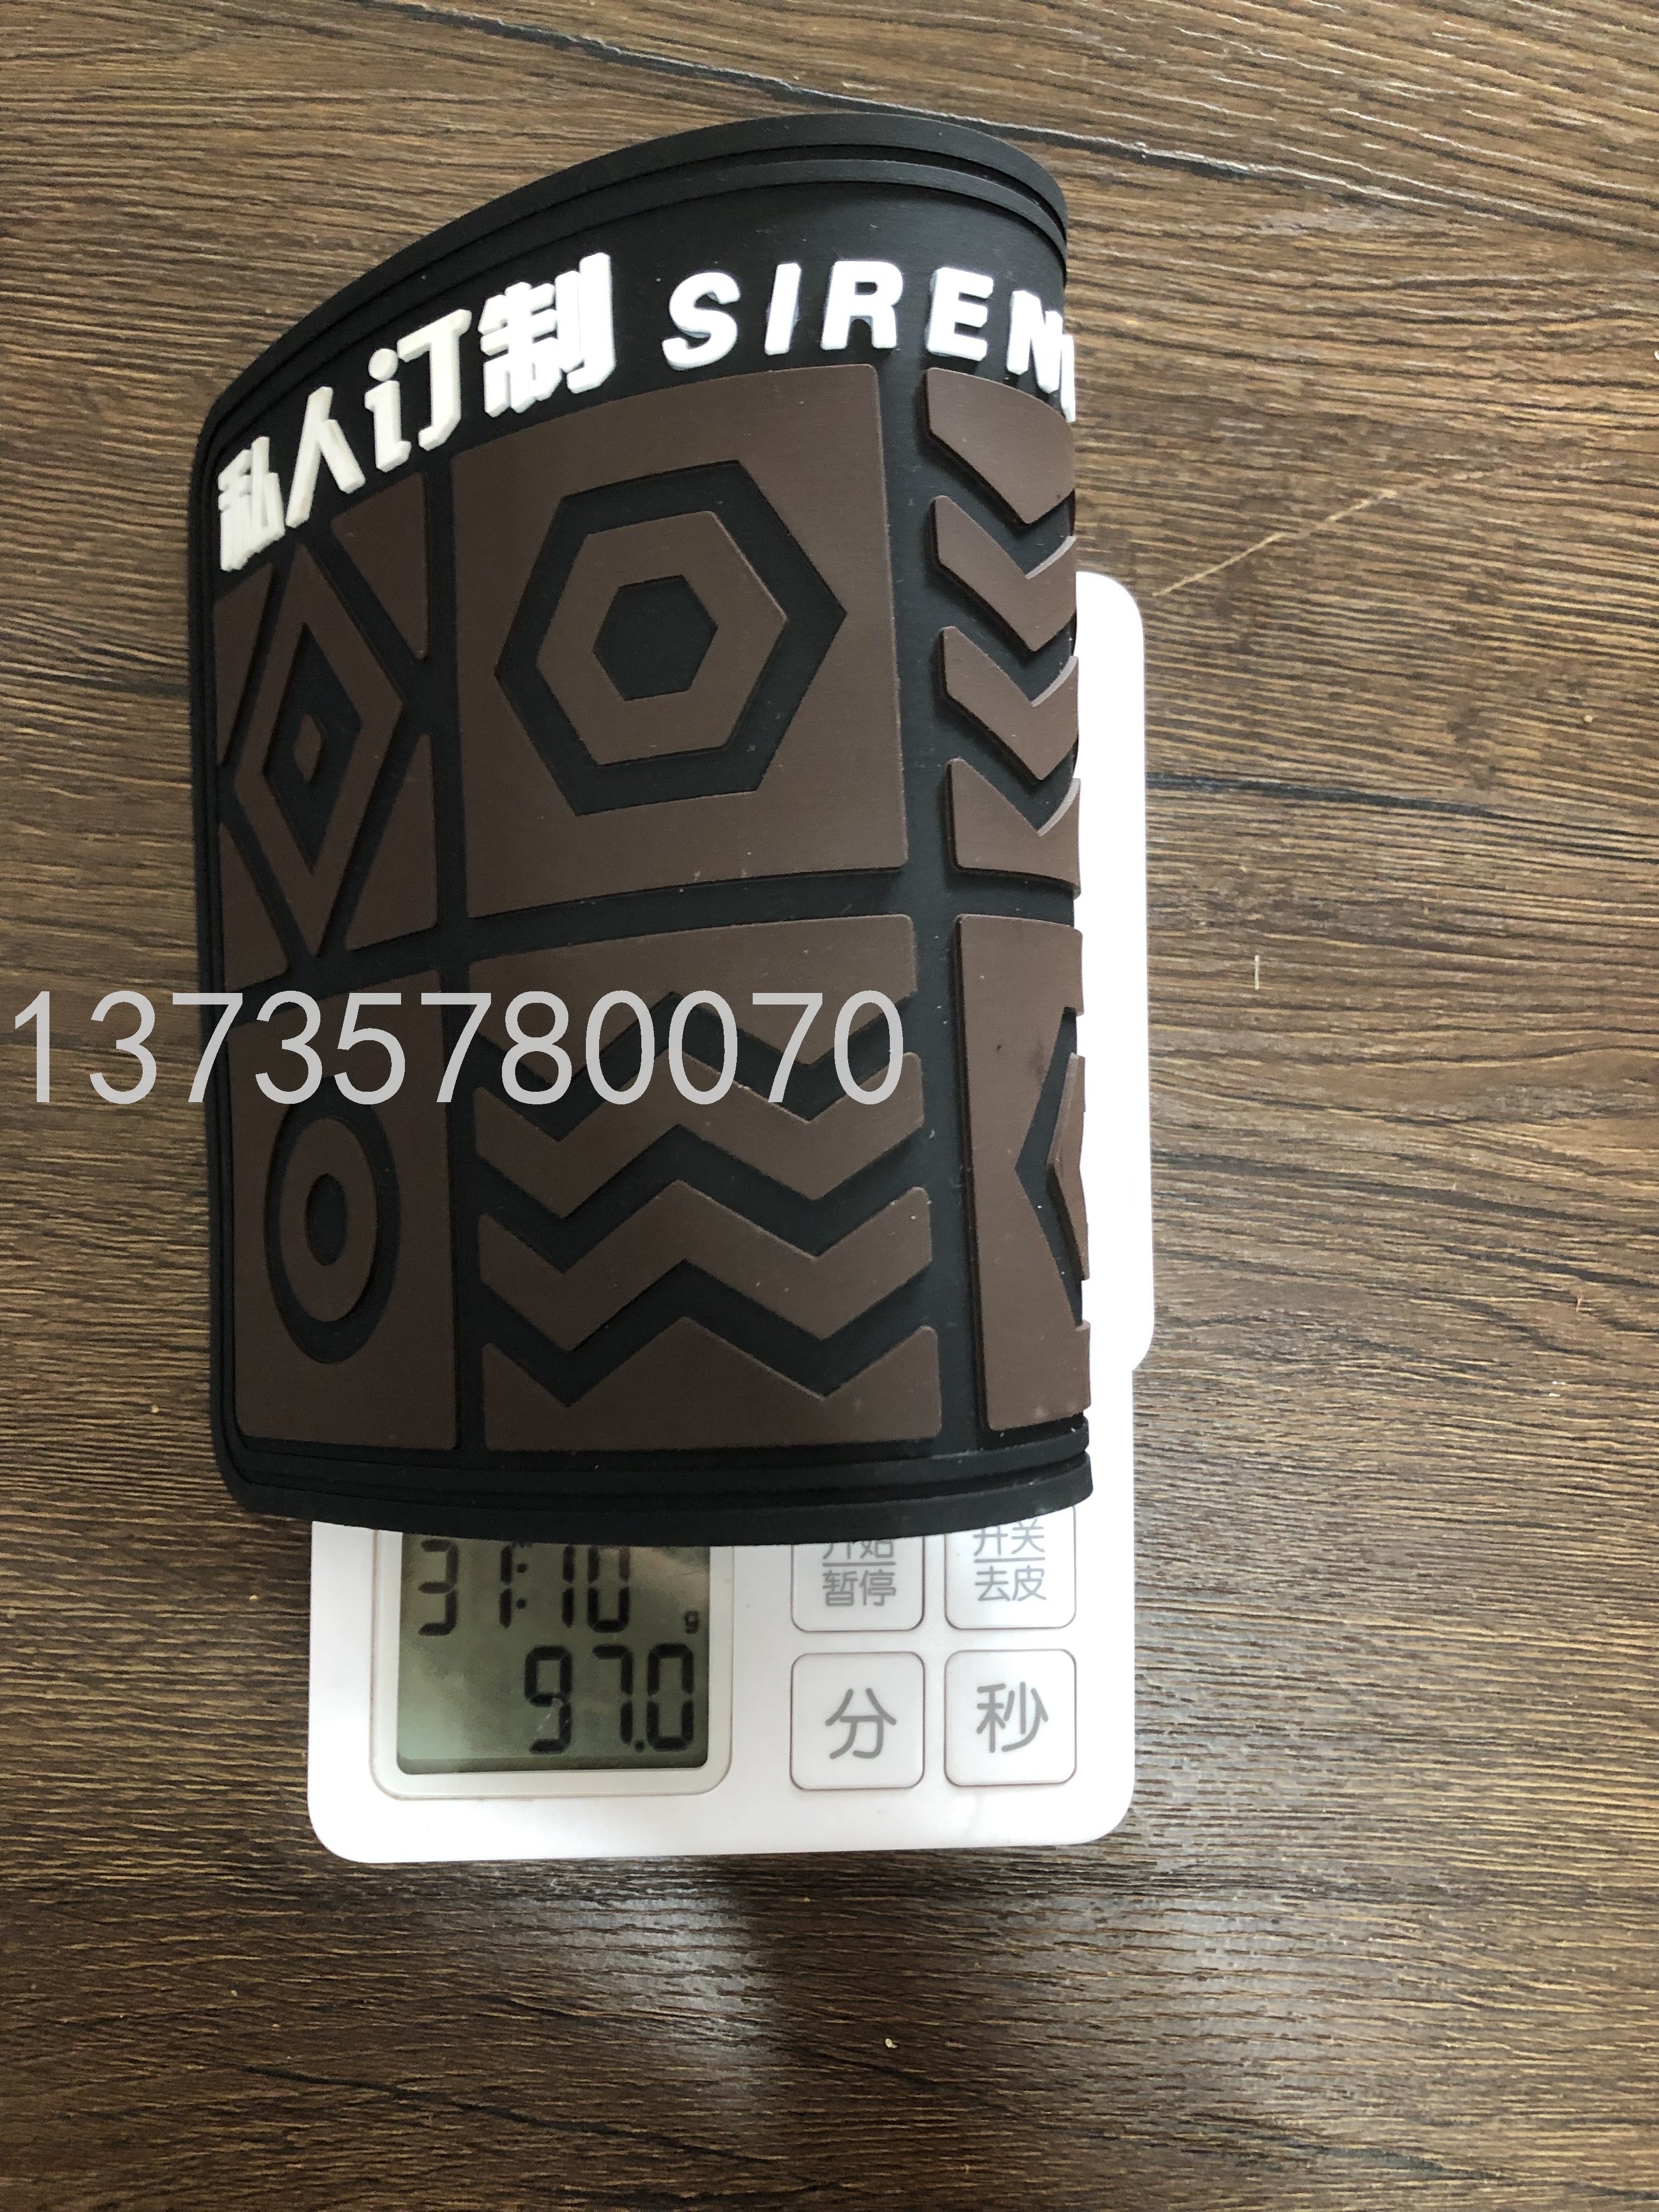 私人订制 SIREN
13735780070
31:10
g
97.0
开始
暂停
开关
去皮
分
秒